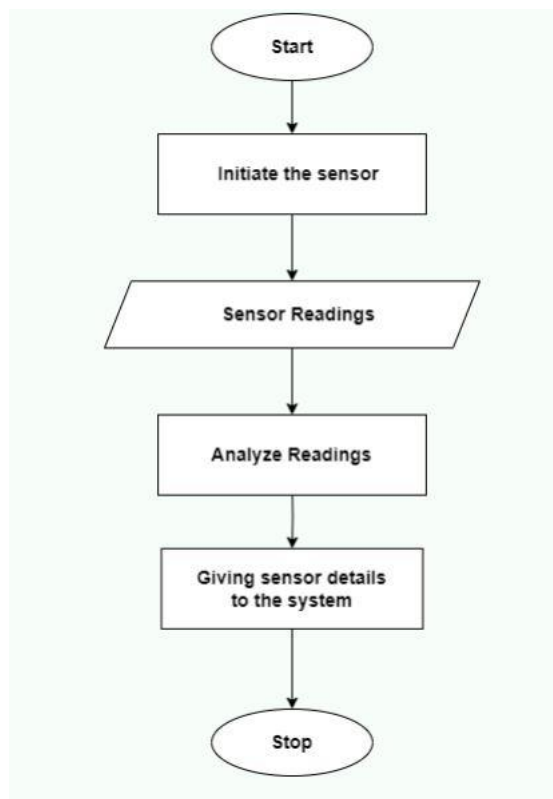 Start
Initiate the sensor
Sensor Readings
Analyze Readings
Giving sensor details
to the system
Stop